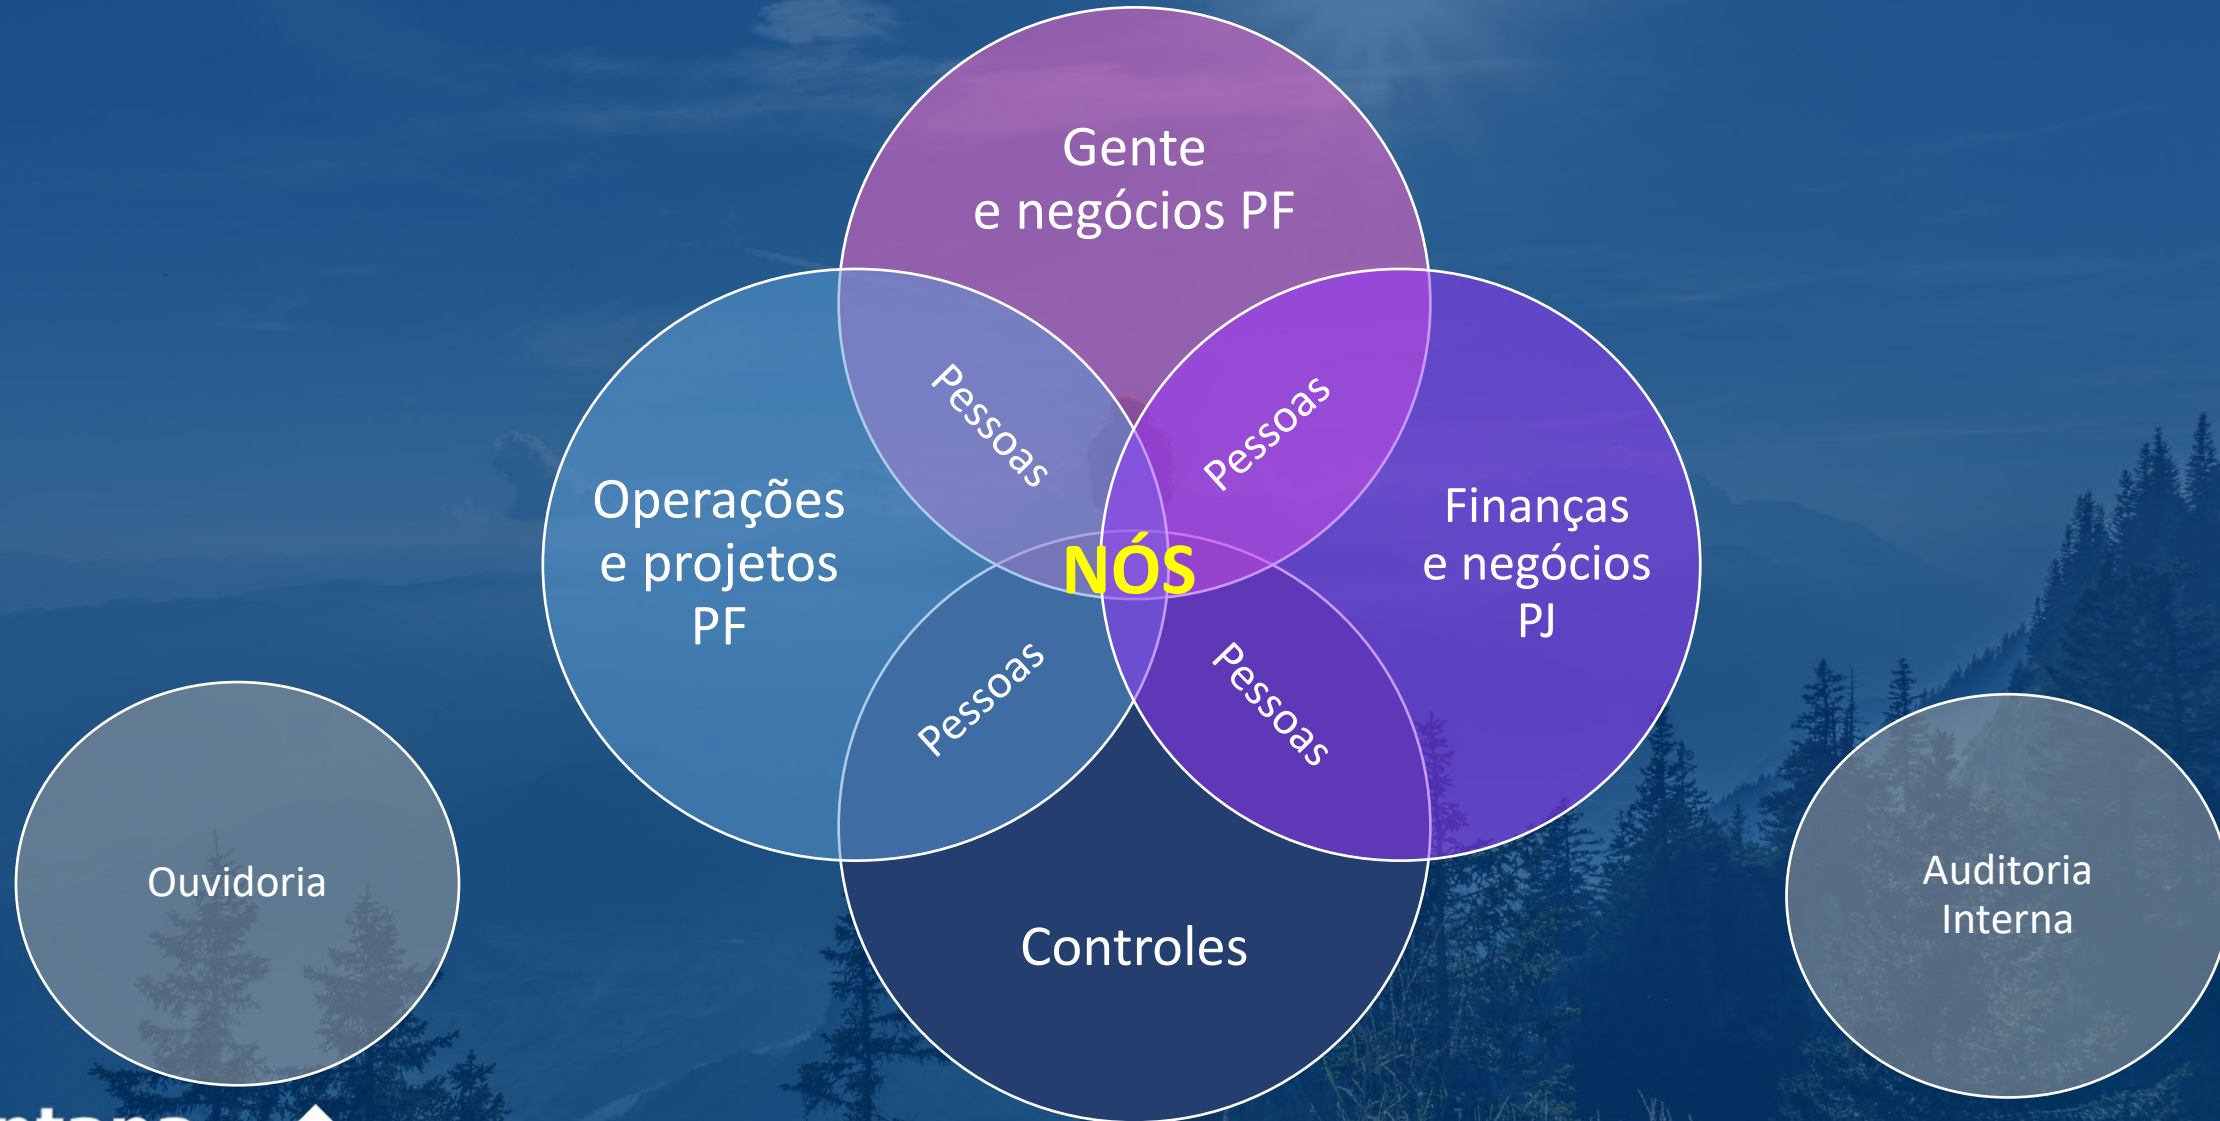 Gente
e negócios PF
Pessoas
Pessoas
Operações
e projetos
PF
NÓS
Finanças
e negócios
PJ
Pessoas
Pessoas
Ouvidoria
Controles
Auditoria
Interna